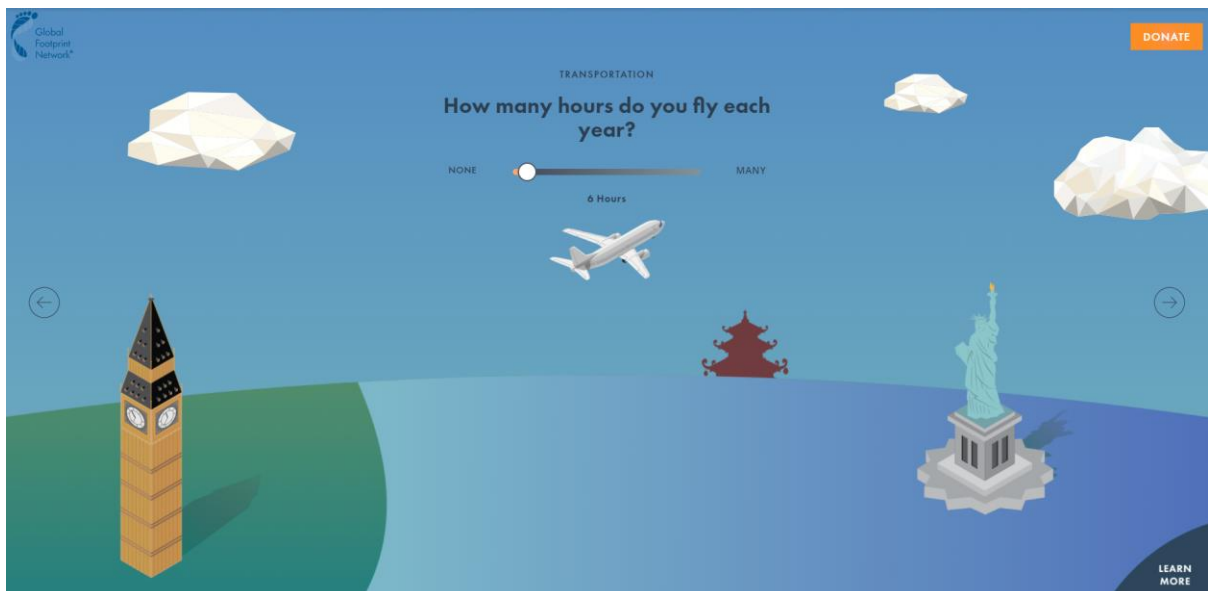 Global
Footprint
Network®
DONATE
TRANSPORTATION
How many hours do you fly each
year?
NONE
MANY
6 Hours
LEARN
MORE